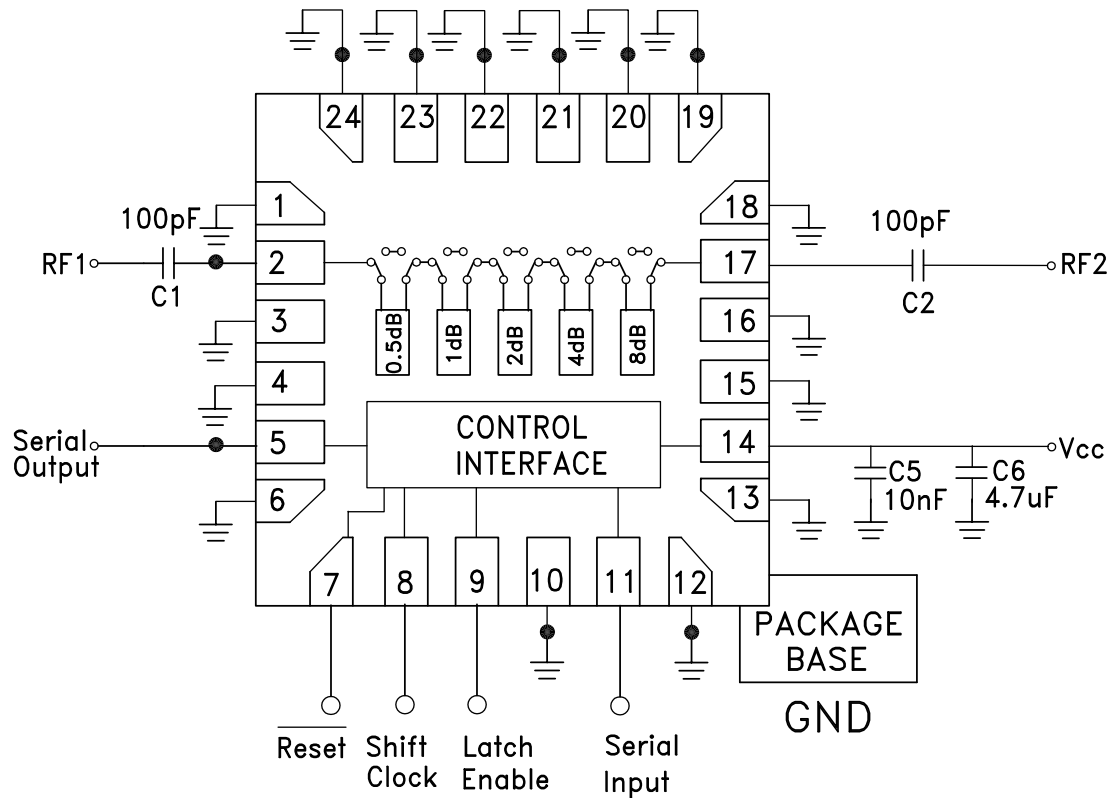 24
23
22
21
20
19
1
18
100pF
100pF
RF1
2
17
RF2
C1
C2
3
16
0.5dB
1dB
2dB
4dB
8dB
4
15
Serial
Output
5
CONTROL
INTERFACE
14
Vcc
C5
10nF
C6
4.7uF
6
13
7
8
9
10
11
12
PACKAGE
BASE
GND
Reset
Shift
Clock
Latch
Enable
Serial
Input